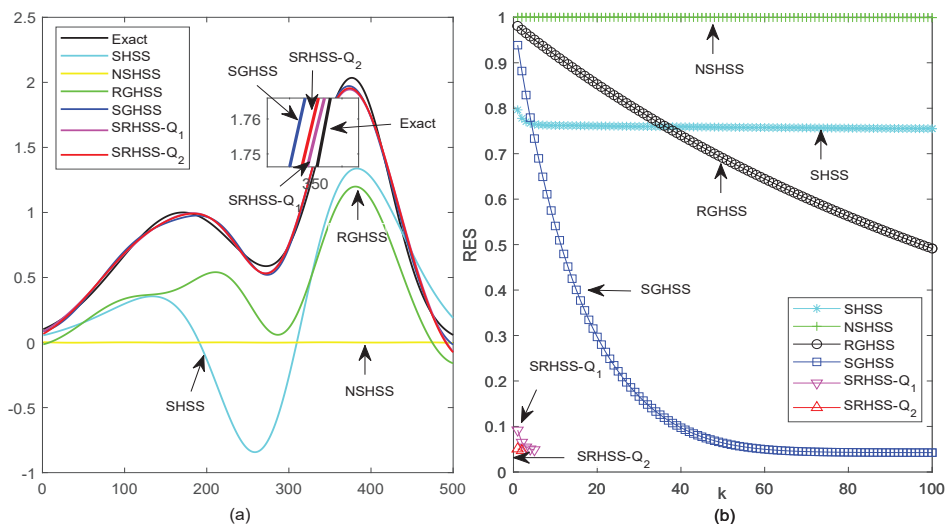 2.5
2
1.5
1
0.5
0
-0.5
-1
0
100
200
300
400
500
(a)
Exact
SHSS
NSHSS
RGHSS
SGHSS
SRHSS-Q1
SRHSS-Q2
SRHSS-Q2
SGHSS
1.76
1.75
Exact
350
SRHSS-Q1
RGHSS
SHSS
NSHSS
RES
1
0.9
0.8
0.7
0.6
0.5
0.4
0.3
0.2
0.1
0
0
20
40
60
80
100
k
(b)
NSHSS
SHSS
RGHSS
SGHSS
SRHSS-Q1
SRHSS-Q2
SHSS
NSHSS
RGHSS
SGHSS
SRHSS-Q1
SRHSS-Q2